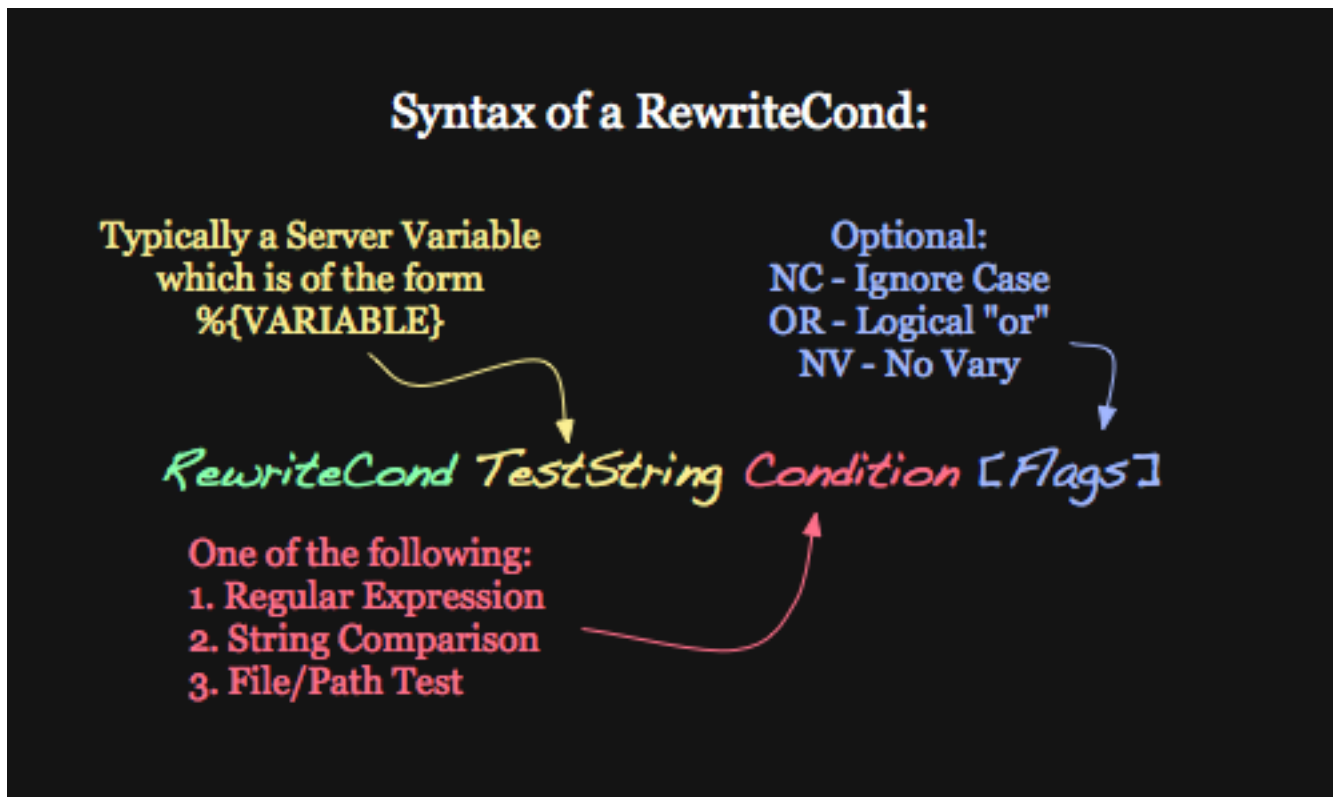 Syntax of a RewriteCond:
Typically a Server Variable
which is of the form
%{VARIABLE}
Optional:
NC - Ignore Case
OR - Logical "or"
NV - No Vary
RewriteCond TestString Condition [Flags]
One of the following:
1. Regular Expression
2. String Comparison
3. File/Path Test